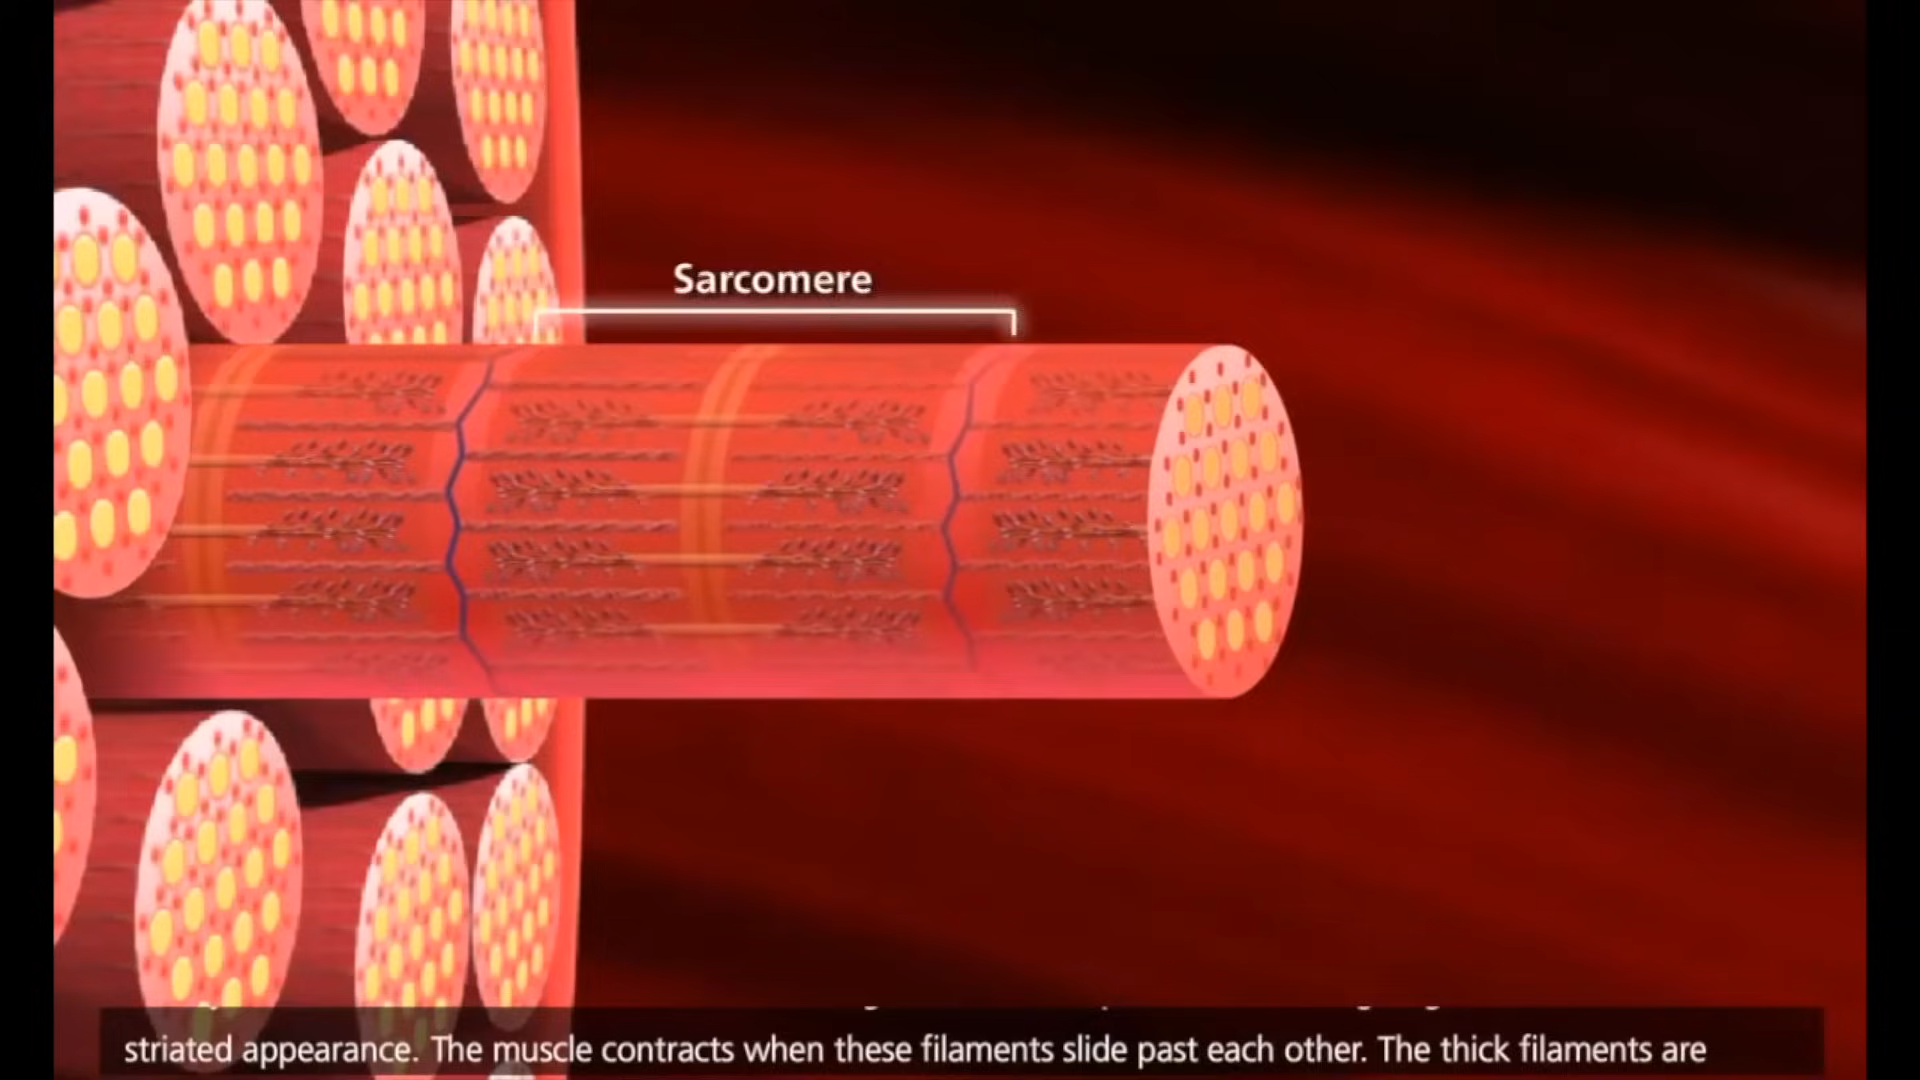 Sarcomere
striated appearance. The muscle contracts when these filaments slide past each other. The thick filaments are